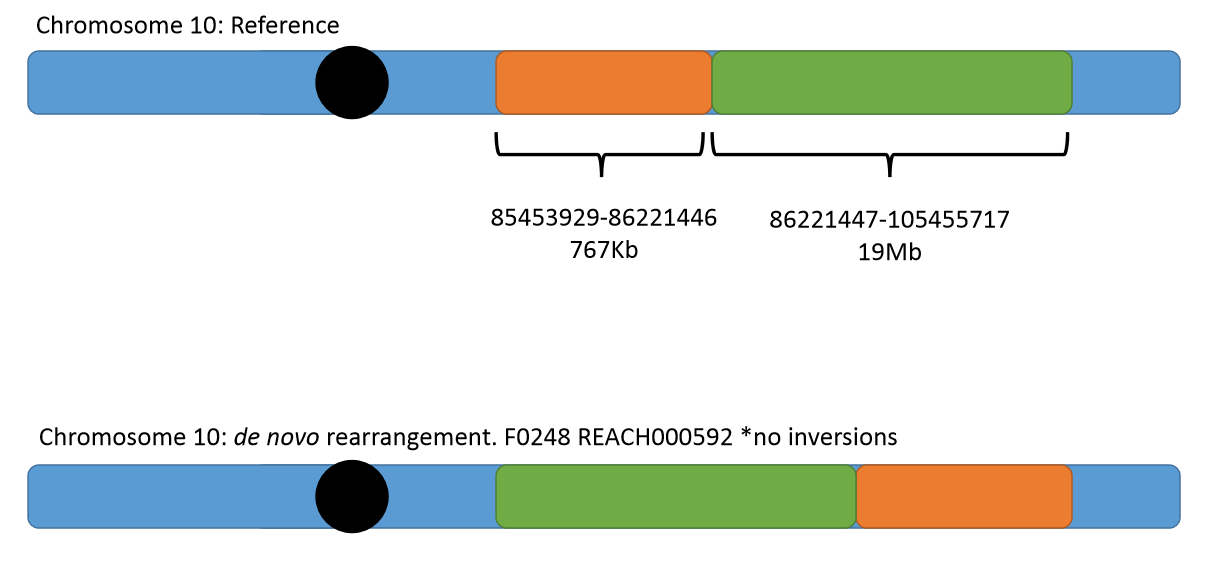 Chromosome 10: Reference
85453929-86221446
767Kb
86221447-105455717
19Mb
Chromosome 10: de novo rearrangement. F0248 REACH000592 *no inversions